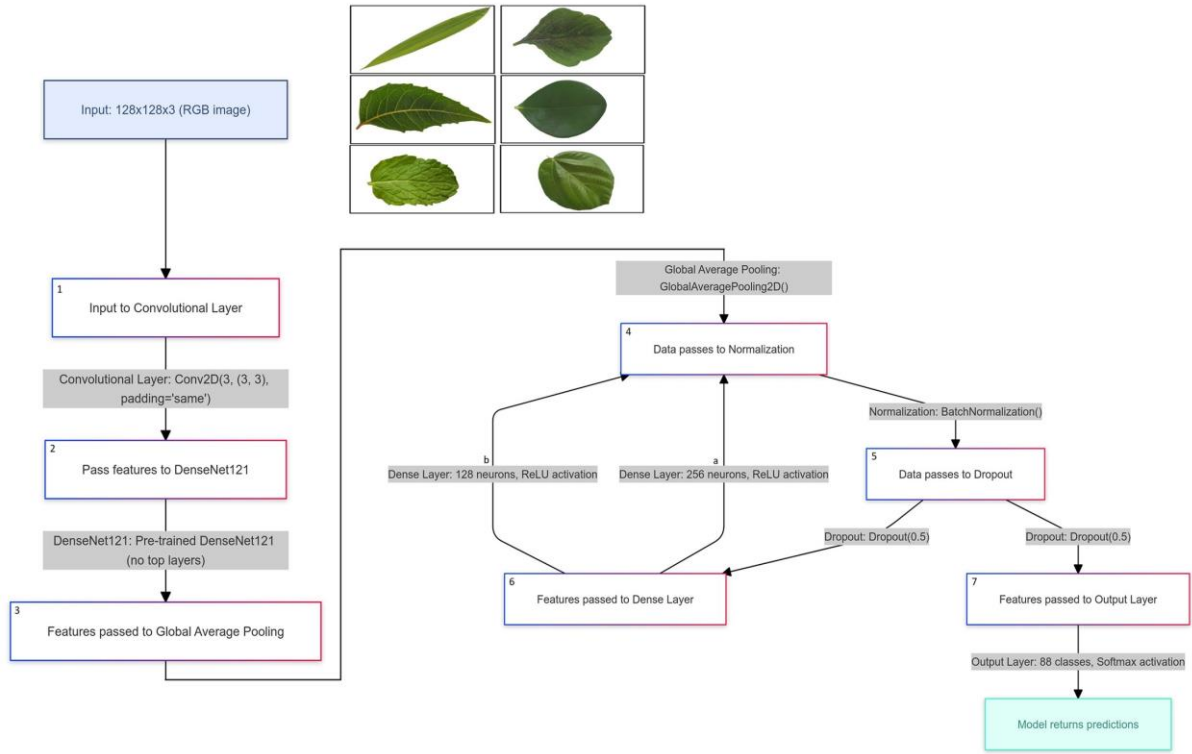 Input: 128x128x3 (RGB image)
1
Input to Convolutional Layer
Convolutional Layer: Conv2D(3, (3, 3),
padding='same')
2
Pass features to DenseNet121
DenseNet121: Pre-trained DenseNet121
(no top layers)
3
Features passed to Global Average Pooling
Global Average Pooling:
GlobalAveragePooling2D()
4
Data passes to Normalization
Normalization: BatchNormalization()
b
Dense Layer: 128 neurons, ReLU activation
a
Dense Layer: 256 neurons, ReLU activation
5
Data passes to Dropout
Dropout: Dropout(0.5)
Dropout: Dropout(0.5)
6
Features passed to Dense Layer
7
Features passed to Output Layer
Output Layer: 88 classes, Softmax activation
Model returns predictions